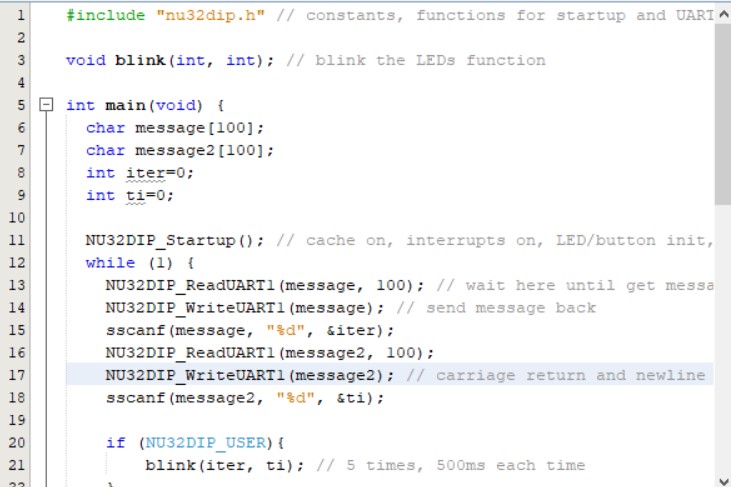 1 #include "nu32dip.h" // constants, functions for startup and UART
2
3 void blink(int, int); // blink the LEDs function
4
5 int main(void) {
6 char message[100];
7 char message2[100];
8 int iter=0;
9 int ti=0;
10
11 NU32DIP_Startup(); // cache on, interrupts on, LED/button init,
12 while (1) {
13 NU32DIP_ReadUART1(message, 100); // wait here until get messa
14 NU32DIP_WriteUART1(message); // send message back
15 sscanf(message, "%d", &iter);
16 NU32DIP_ReadUART1(message2, 100);
17 NU32DIP_WriteUART1(message2); // carriage return and newline
18 sscanf(message2, "%d", &ti);
19
20 if (NU32DIP_USER){
21 blink(iter, ti); // 5 times, 500ms each time